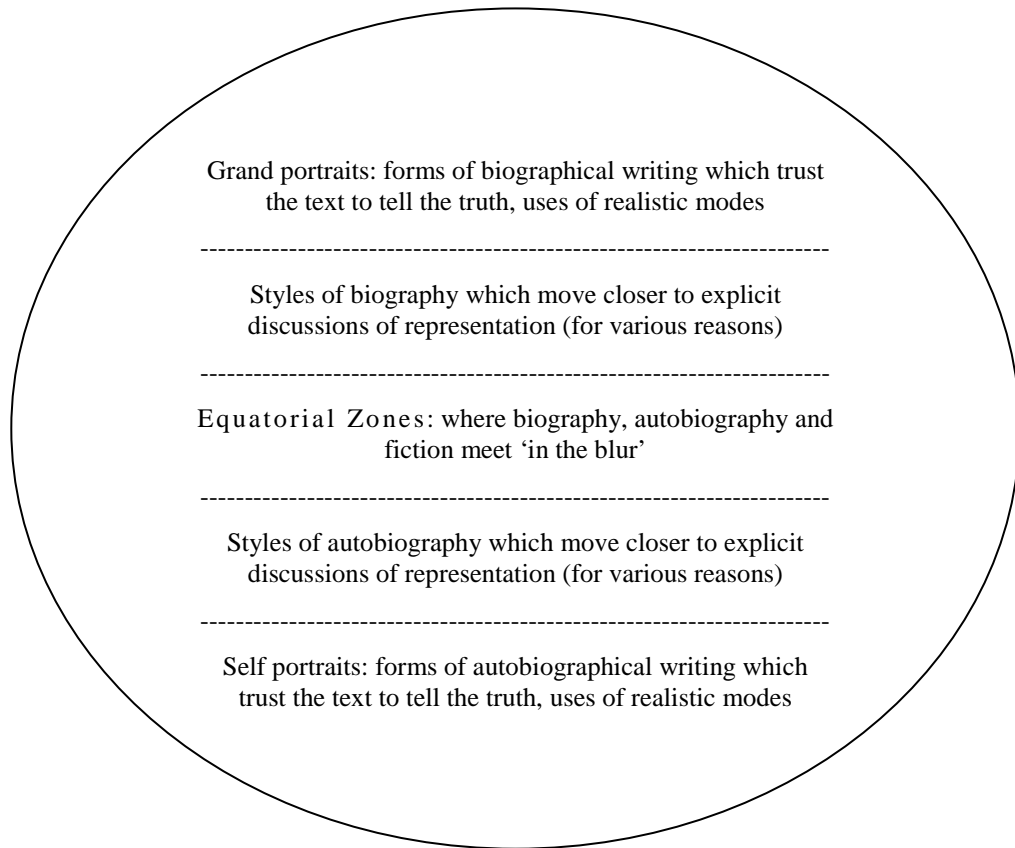 Grand portraits: forms of biographical writing which trust
the text to tell the truth, uses of realistic modes
-----------------------------------------------------------------------
Styles of biography which move closer to explicit
discussions of representation (for various reasons)
-----------------------------------------------------------------------
Equatorial Zones: where biography, autobiography and
fiction meet ‘in the blur’
-----------------------------------------------------------------------
Styles of autobiography which move closer to explicit
discussions of representation (for various reasons)
-----------------------------------------------------------------------
Self portraits: forms of autobiographical writing which
trust the text to tell the truth, uses of realistic modes